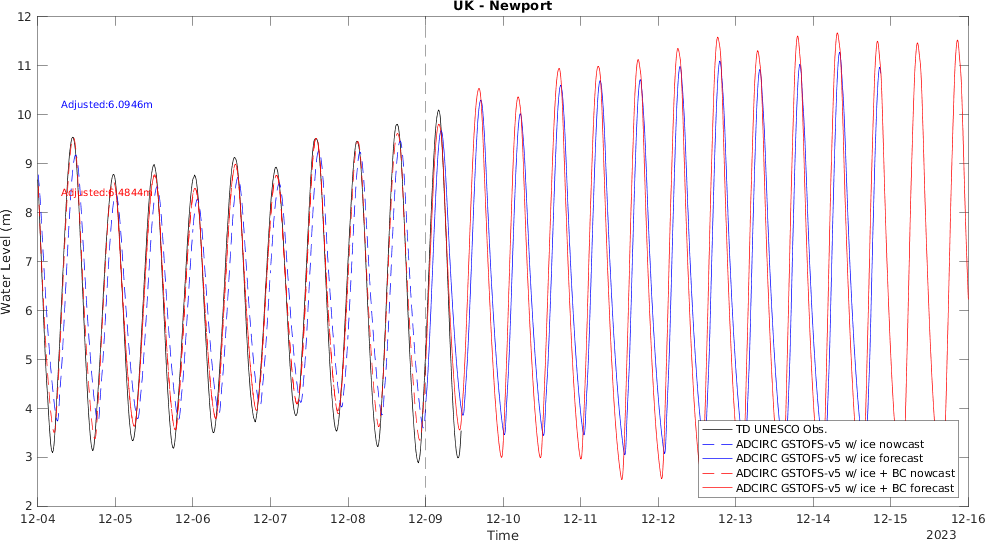 UK - Newport
12
11
10
9
8
7
6
5
4
3
2
Water Level (m)
Adjusted:6.0946m
Adjusted:6.4844m
TD UNESCO Obs.
ADCIRC GSTOFS-v5 w/ ice nowcast
ADCIRC GSTOFS-v5 w/ ice forecast
ADCIRC GSTOFS-v5 w/ ice + BC nowcast
ADCIRC GSTOFS-v5 w/ ice + BC forecast
12-04 12-05 12-06 12-07 12-08 12-09 12-10 12-11 12-12 12-13 12-14 12-15 12-16
Time
2023